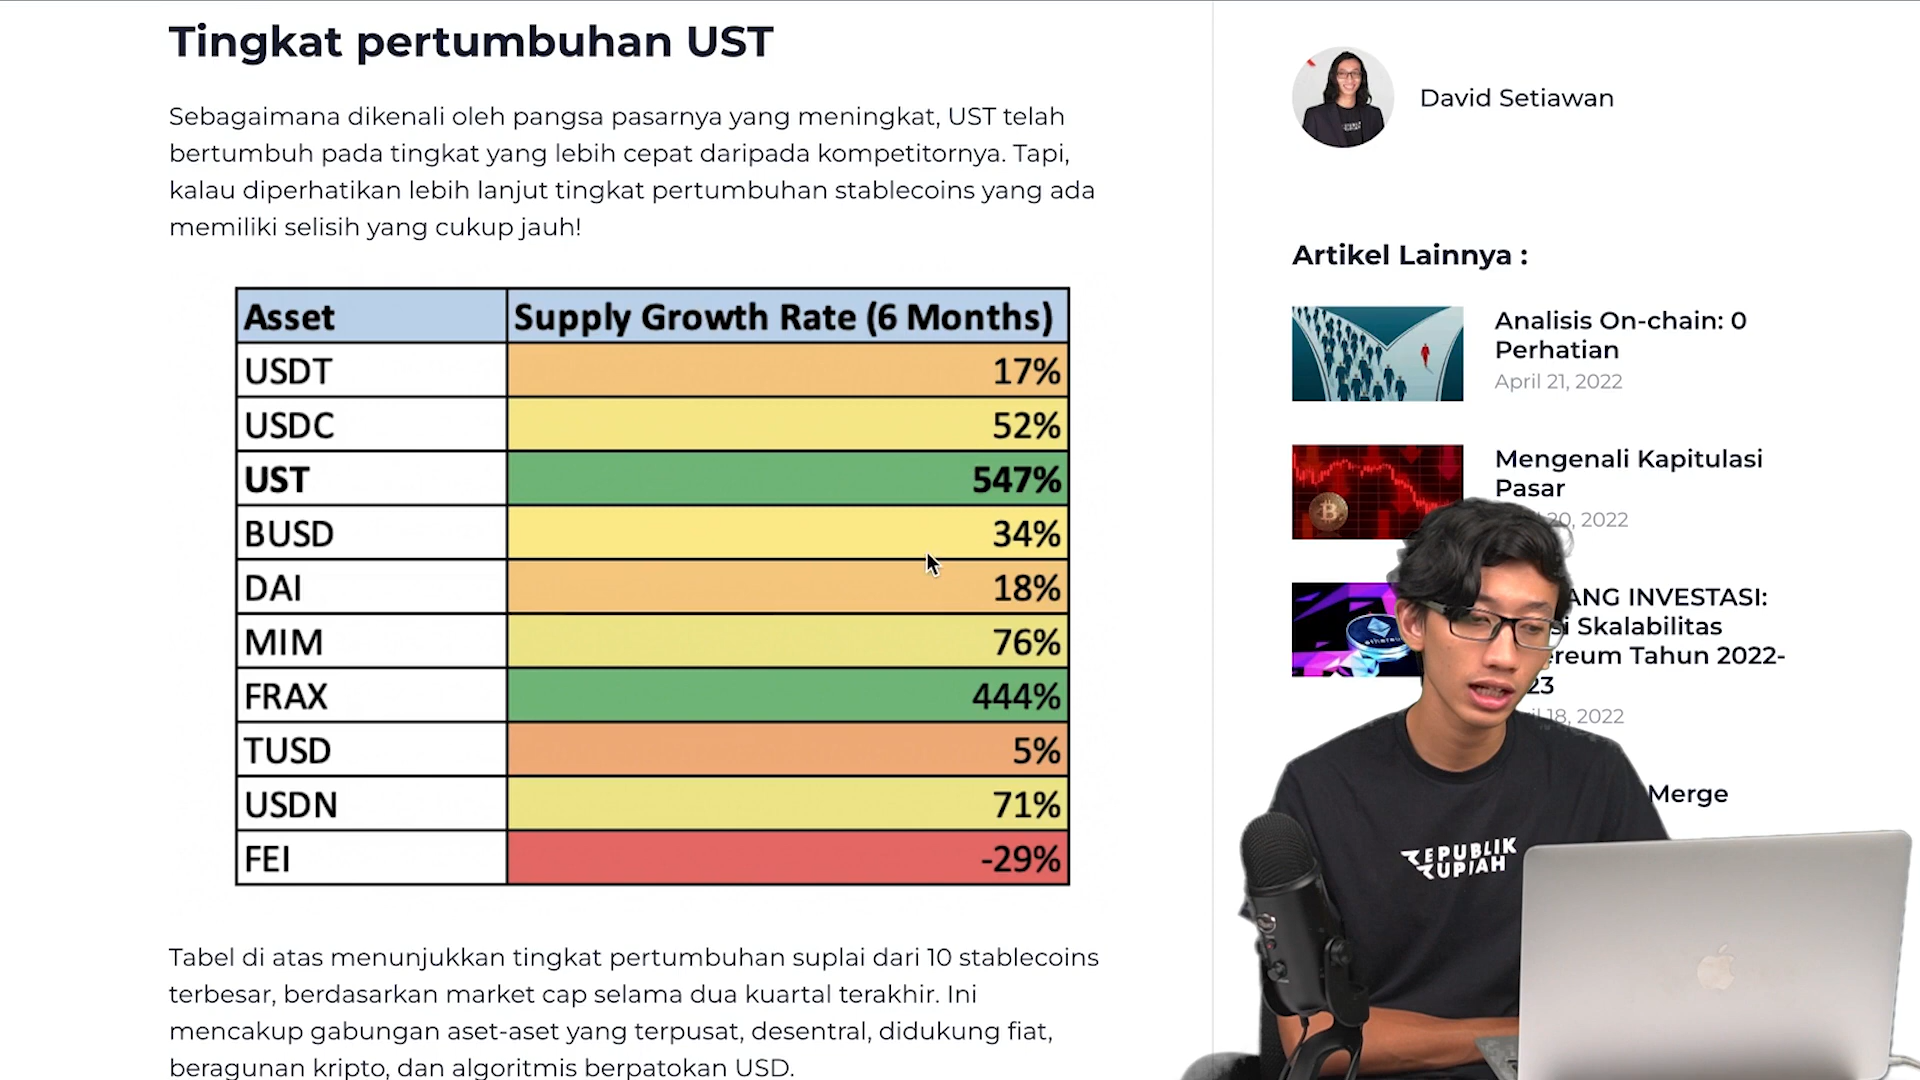 Tingkat pertumbuhan UST
Sebagaimana dikenali oleh pangsa pasarnya yang meningkat, UST telah
bertumbuh pada tingkat yang lebih cepat daripada kompetitornya. Tapi,
kalau diperhatikan lebih lanjut tingkat pertumbuhan stablecoins yang ada
memiliki selisih yang cukup jauh!
Asset Supply Growth Rate (6 Months)
USDT 17%
USDC 52%
UST 547%
BUSD 34%
DAI 18%
MIM 76%
FRAX 444%
TUSD 5%
USDN 71%
FEI -29%
Tabel di atas menunjukkan tingkat pertumbuhan suplai dari 10 stablecoins
terbesar, berdasarkan market cap selama dua kuartal terakhir. Ini
mencakup gabungan aset-aset yang terpusat, desentral, didukung fiat,
beragunan kripto, dan algoritmis berpatokan USD.
David Setiawan
Artikel Lainnya :
Analisis On-chain: 0
Perhatian
April 21, 2022
Mengenali Kapitulasi
Pasar
20, 2022
INVESTASI:
Skalabilitas
Tahun 2022-
23
18, 2022
Merge
REPUBLIK
RUPIAH